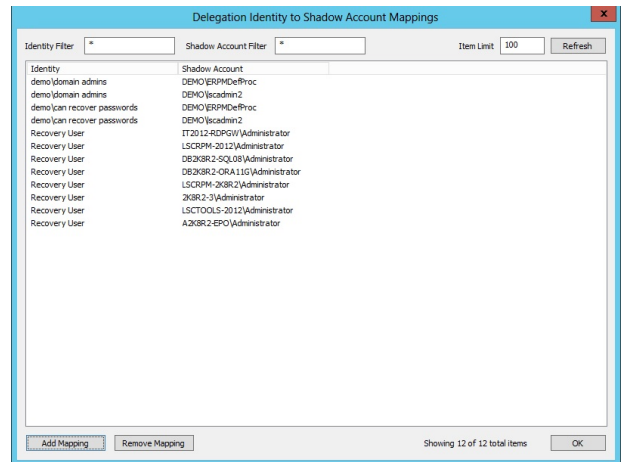 Delegation Identity to Shadow Account Mappings
x
Identity Filter * Shadow Account Filter * Item Limit 100 Refresh
Identity Shadow Account
demo\domain admins DEMO\ERPMDefProc
demo\domain admins DEMO\jscadmin2
demo\can recover passwords DEMO\ERPMDefProc
demo\can recover passwords DEMO\jscadmin2
Recovery User IT2012-RDPGW\Administrator
Recovery User LSCRPM-2012\Administrator
Recovery User DB2K8R2-SQL08\Administrator
Recovery User DB2K8R2-ORA11G\Administrator
Recovery User LSCRPM-2K8R2\Administrator
Recovery User 2K8R2-3\Administrator
Recovery User LSCTOOLS-2012\Administrator
Recovery User A2K8R2-EPO\Administrator
Add Mapping Remove Mapping Showing 12 of 12 total items OK